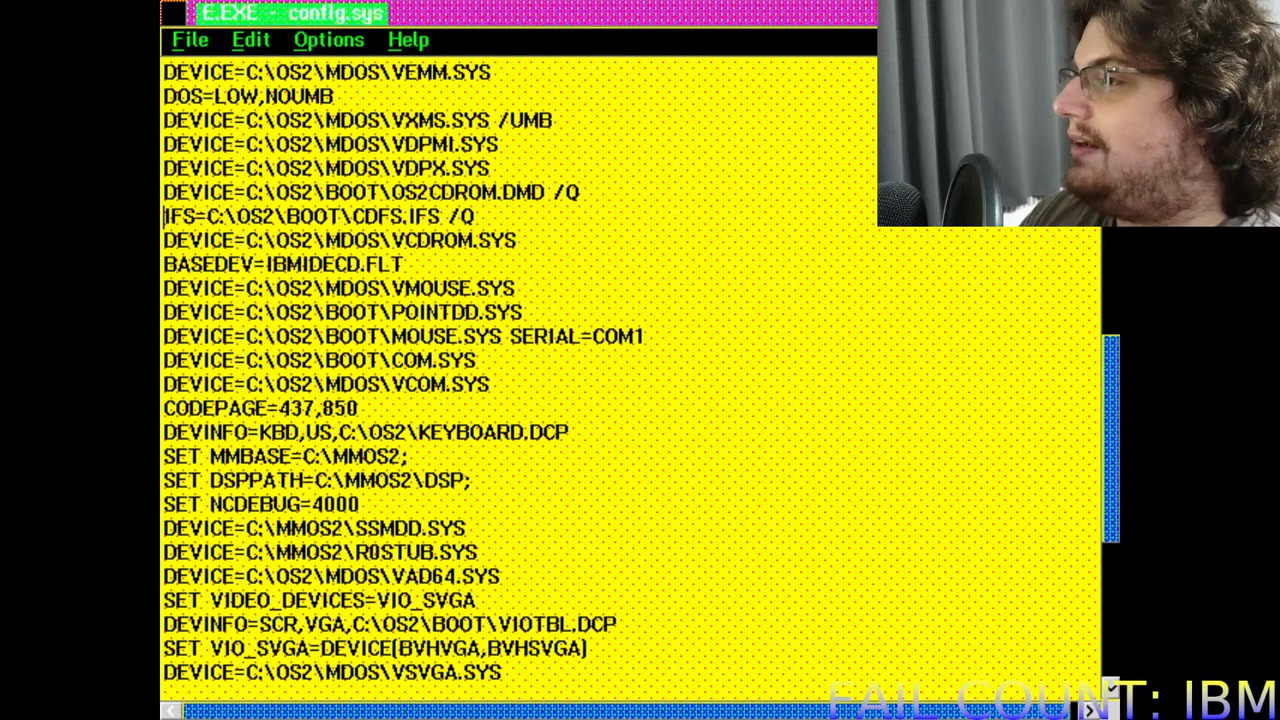 E.EXE - config.sys
File Edit Options Help
DEVICE=C:\OS2\MDOS\VEMM.SYS
DOS=LOW,NOUMB
DEVICE=C:\OS2\MDOS\VXMS.SYS /UMB
DEVICE=C:\OS2\MDOS\VDPMI.SYS
DEVICE=C:\OS2\MDOS\VDPX.SYS
DEVICE=C:\OS2\BOOT\OS2CDROM.DMD /Q
IFS=C:\OS2\BOOT\CDFS.IFS /Q
DEVICE=C:\OS2\MDOS\VCDROM.SYS
BASEDEV=IBMIDECD.FLT
DEVICE=C:\OS2\MDOS\VMOUSE.SYS
DEVICE=C:\OS2\BOOT\POINTDD.SYS
DEVICE=C:\OS2\BOOT\MOUSE.SYS SERIAL=COM1
DEVICE=C:\OS2\BOOT\COM.SYS
DEVICE=C:\OS2\MDOS\VCOM.SYS
CODEPAGE=437,850
DEVINFO=KBD,US,C:\OS2\KEYBOARD.DCP
SET MMBASE=C:\MMOS2;
SET DSPPATH=C:\MMOS2\DSP;
SET NCDEBUG=4000
DEVICE=C:\MMOS2\SSMDD.SYS
DEVICE=C:\MMOS2\R0STUB.SYS
DEVICE=C:\OS2\MDOS\VAD64.SYS
SET VIDEO_DEVICES=VIO_SVGA
DEVINFO=SCR,VGA,C:\OS2\BOOT\VIOTBL.DCP
SET VIO_SVGA=DEVICE(BVHVGA,BVHSVGA)
DEVICE=C:\OS2\MDOS\VSVGA.SYS
FAIL COUNT: IBM